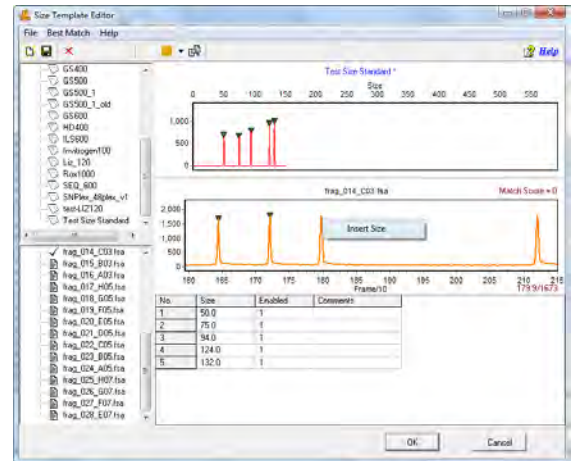 Size Template Editor
File Best Match Help
Help
GS400
GS500
GS500_1
GS500_1_old
GS600
HD400
ILS600
Invitrogen100
Liz_120
Rox1000
SEQ_600
SNPlex_48plex_v1
test-LIZ120
Test Size Standard
Test Size Standard *
Size
0 50 100 150 200 250 300 350 400 450 500 550
1,000
500
0
frag_014_C03.fsa
Match Score = 0
2,000
1,500
1,000
500
0
Insert Size
160 165 170 175 180 185 190 195 200 205 210 215
Frame/10
179.9/1673
frag_014_C03.fsa
frag_015_B03.fsa
frag_016_A03.fsa
frag_017_H05.fsa
frag_018_G05.fsa
frag_019_F05.fsa
frag_020_E05.fsa
frag_021_D05.fsa
frag_022_C05.fsa
frag_023_B05.fsa
frag_024_A05.fsa
frag_025_H07.fsa
frag_026_G07.fsa
frag_027_F07.fsa
frag_028_E07.fsa
No. Size Enabled Comments
1 50.0 1
2 75.0 1
3 94.0 1
4 124.0 1
5 132.0 1
OK Cancel